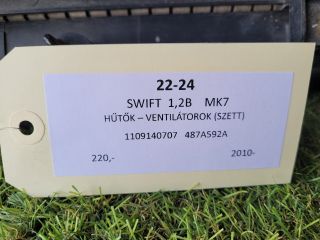 22-24
SWIFT 1,2B MK7
HŰTŐK – VENTILÁTOROK (SZETT)
1109140707 487A592A
220,- 2010-